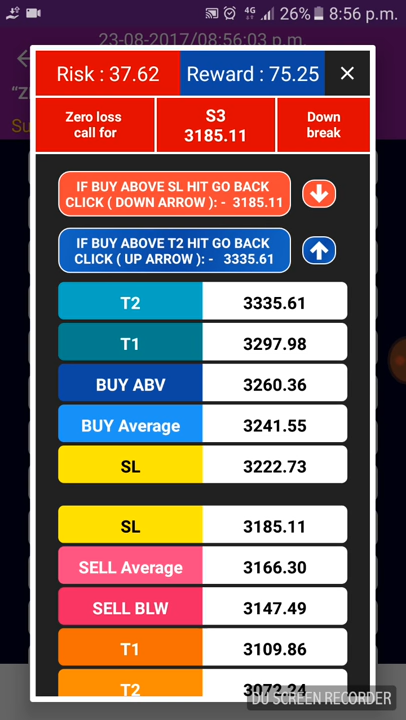 26% 8:56 p.m.
4G
23-08-2017/08:56:03 p.m.
Risk : 37.62 Reward : 75.25
Zero loss call for
S3 3185.11
Down break
IF BUY ABOVE SL HIT GO BACK
CLICK ( DOWN ARROW ): - 3185.11
IF BUY ABOVE T2 HIT GO BACK
CLICK ( UP ARROW ): - 3335.61
T2 3335.61
T1 3297.98
BUY ABV 3260.36
BUY Average 3241.55
SL 3222.73
SL 3185.11
SELL Average 3166.30
SELL BLW 3147.49
T1 3109.86
T2 3072.24
DU SCREEN RECORDER